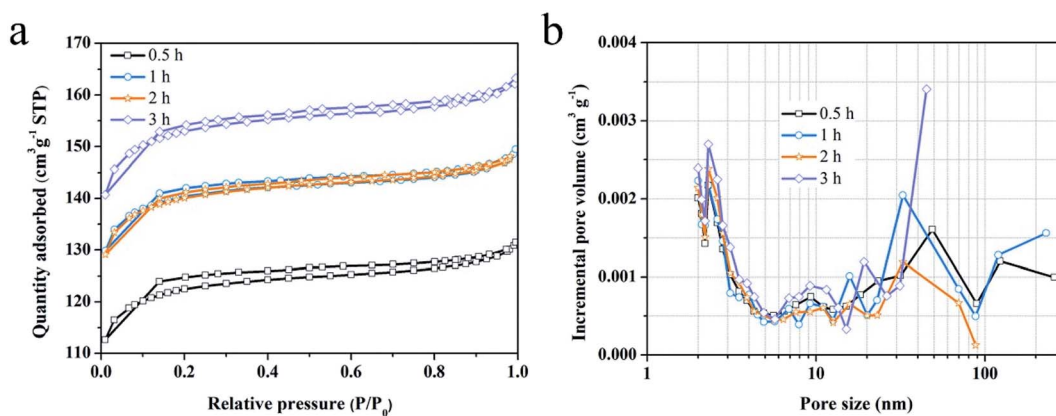 a
170
160
150
140
130
120
110
0.0
0.2
0.4
0.6
0.8
1.0
Quantity adsorbed (cm³g⁻¹ STP)
Relative pressure (P/P₀)
0.5 h
1 h
2 h
3 h
b
0.004
0.003
0.002
0.001
0.000
1
10
100
Incremental pore volume (cm³ g⁻¹)
Pore size (nm)
0.5 h
1 h
2 h
3 h